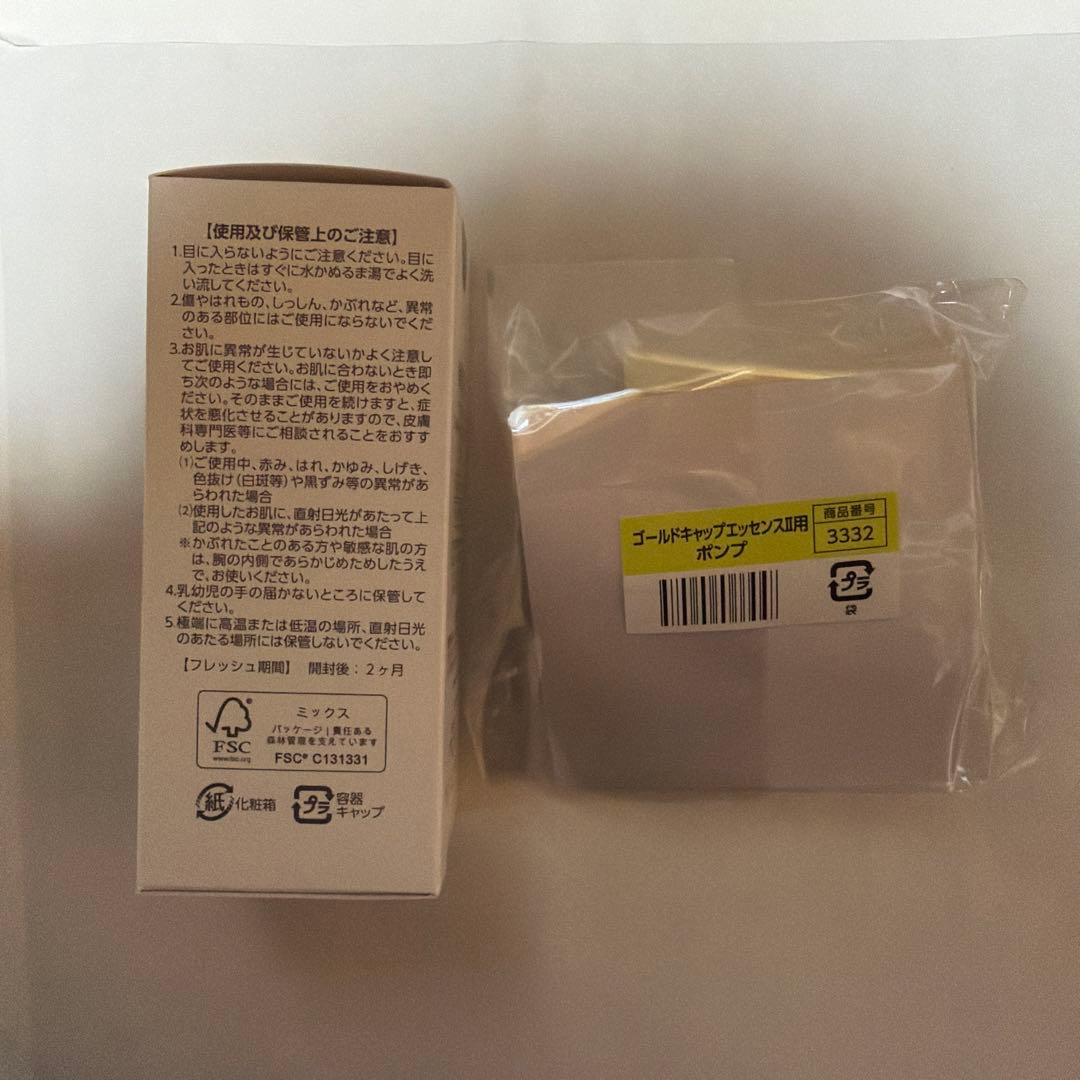 【使用及び保管上のご注意】
1.目に入らないようにご注意ください。目に
入ったときはすぐに水かぬるま湯でよく洗
い流してください。
2.傷やはれもの、しっしん、かぶれなど、異常
のある部位にはご使用にならないでくだ
さい。
3.お肌に異常が生じていないかよく注意し
てご使用ください。お肌に合わないとき即
ち次のような場合には、ご使用をおやめく
ださい。そのままご使用を続けますと、症
状を悪化させることがありますので、皮膚
科専門医等にご相談されることをおすす
めします。
(1)ご使用中、赤み、はれ、かゆみ、しげき、
色抜け(白斑等)や黒ずみ等の異常があ
らわれた場合
(2)使用したお肌に、直射日光があたって上
記のような異常があらわれた場合
※かぶれたことのある方や敏感な肌の方
は、腕の内側であらかじめためしたうえ
で、お使いください。
4.乳幼児の手の届かないところに保管して
ください。
5.極端に高温または低温の場所、直射日光
のあたる場所には保管しないでください。
【フレッシュ期間】 開封後:2ヶ月
FSC
www.fsc.org
ミックス
パッケージ|責任ある
森林管理を支えています
FSC® C131331
紙 化粧箱
プラ 容器
キャップ
ゴールドキャップエッセンスII用
ポンプ
商品番号
3332
プラ
袋